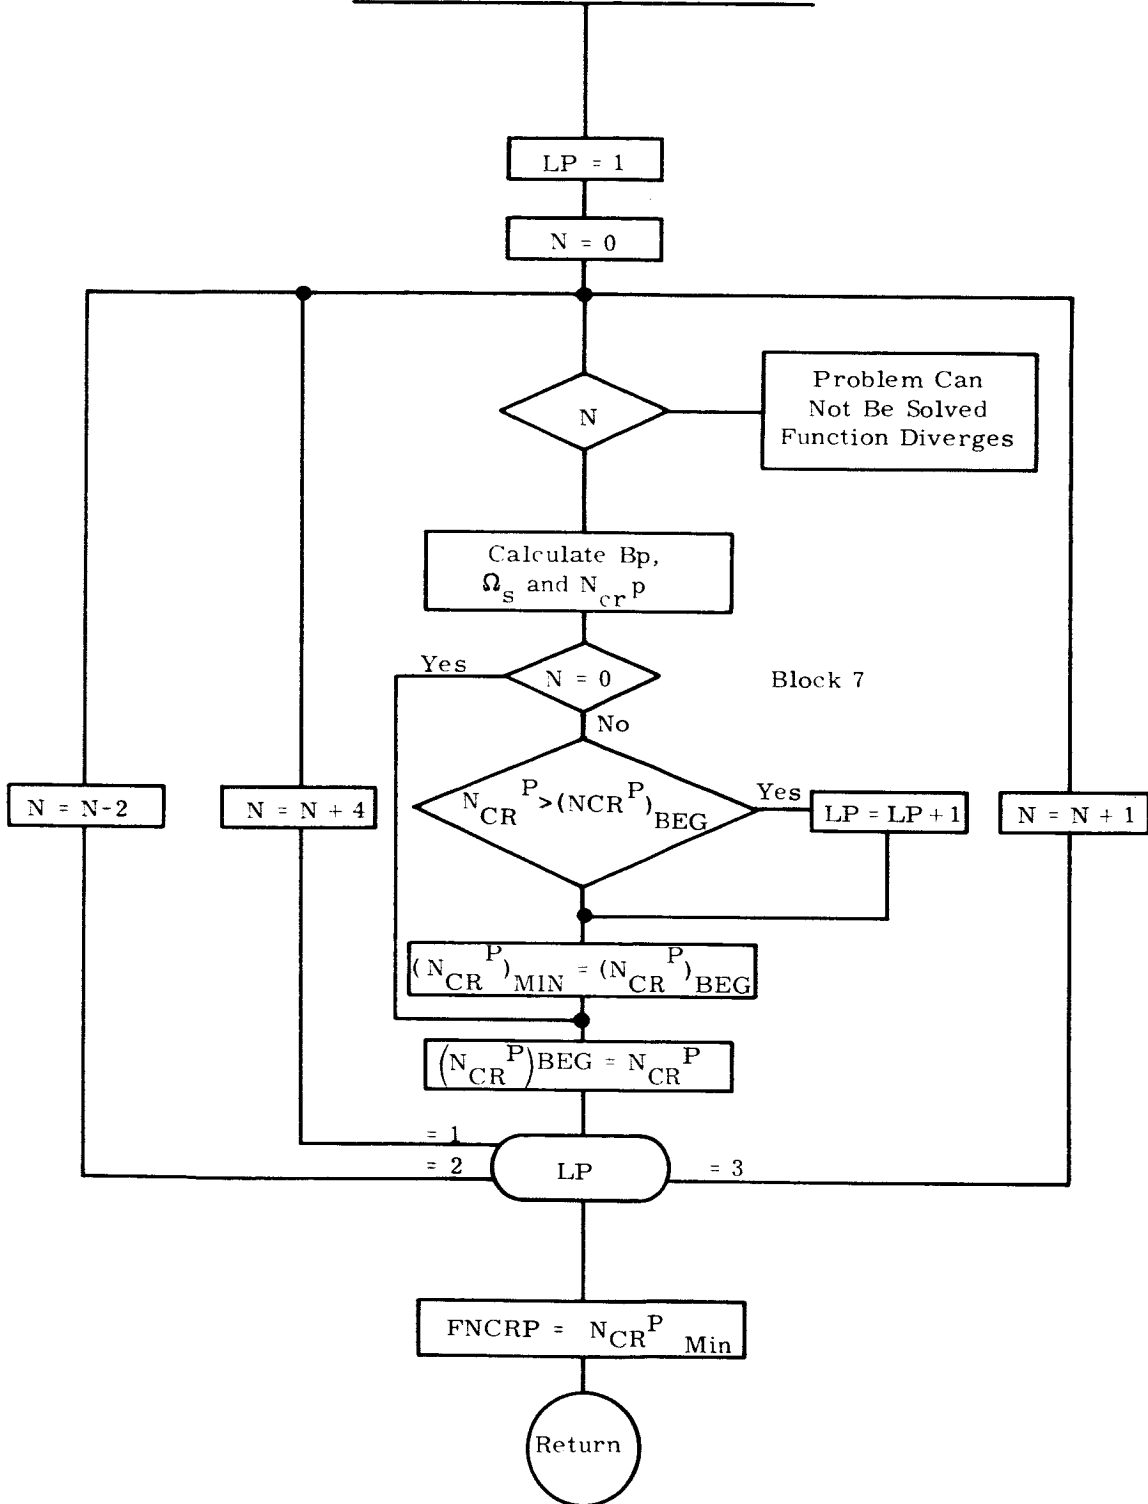 LP = 1
N = 0
N
Problem Can
Not Be Solved
Function Diverges
Calculate Bp,
Ωs and Ncrp
Yes
N = 0
Block 7
No
N = N-2
N = N + 4
NCR^P > (NCR^P)BEG
Yes
LP = LP + 1
N = N + 1
(NCR^P)MIN = (NCR^P)BEG
(NCR^P)BEG = NCR^P
= 1
= 2
LP
= 3
FNCRP = NCR^P Min
Return